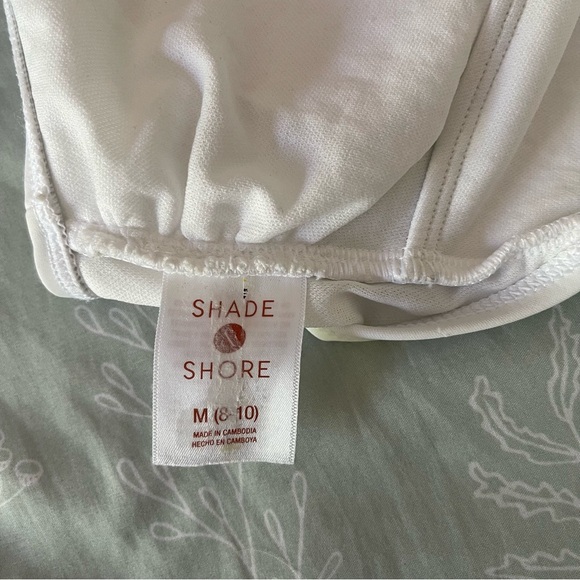 SHADE
SHORE
M (8-10)
MADE IN CAMBODIA
HECHO EN CAMBOYA